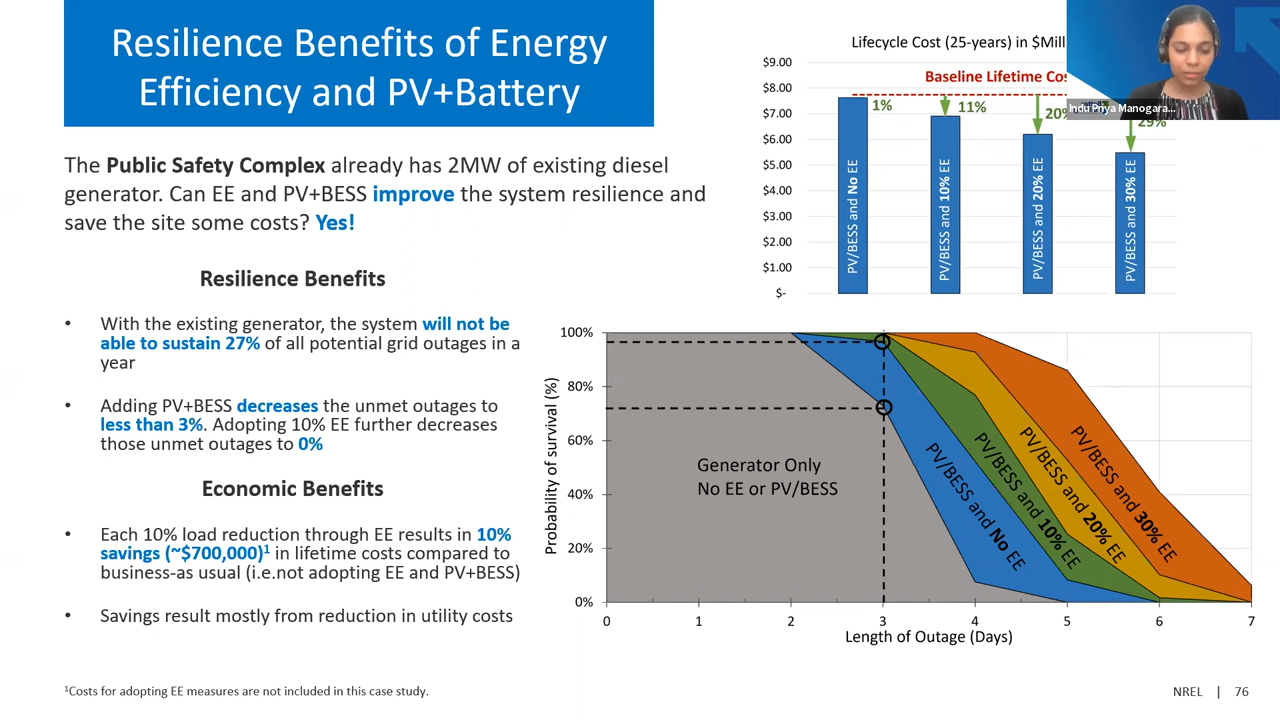 Resilience Benefits of Energy
Efficiency and PV+Battery
The Public Safety Complex already has 2MW of existing diesel
generator. Can EE and PV+BESS improve the system resilience and
save the site some costs? Yes!
Resilience Benefits
• With the existing generator, the system will not be
able to sustain 27% of all potential grid outages in a
year
• Adding PV+BESS decreases the unmet outages to
less than 3%. Adopting 10% EE further decreases
those unmet outages to 0%
Economic Benefits
• Each 10% load reduction through EE results in 10%
savings (~$700,000)¹ in lifetime costs compared to
business-as usual (i.e.not adopting EE and PV+BESS)
• Savings result mostly from reduction in utility costs
¹Costs for adopting EE measures are not included in this case study.
Lifecycle Cost (25-years) in $Mill
Baseline Lifetime Cos
$9.00
$8.00
$7.00
$6.00
$5.00
$4.00
$3.00
$2.00
$1.00
$-
1%
11%
20%
29%
PV/BESS and No EE
PV/BESS and 10% EE
PV/BESS and 20% EE
PV/BESS and 30% EE
Indu Priya Manogara...
Probability of survival (%)
100%
80%
60%
40%
20%
0%
Generator Only
No EE or PV/BESS
PV/BESS and No EE
PV/BESS and 10% EE
PV/BESS and 20% EE
PV/BESS and 30% EE
0 1 2 3 4 5 6 7
Length of Outage (Days)
NREL | 76